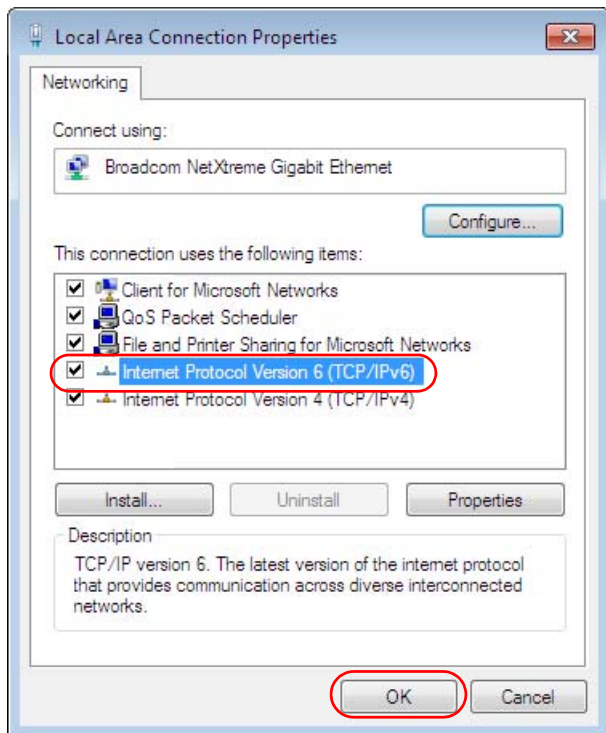 Local Area Connection Properties
Networking
Connect using:
Broadcom NetXtreme Gigabit Ethernet
Configure...
This connection uses the following items:
Client for Microsoft Networks
QoS Packet Scheduler
File and Printer Sharing for Microsoft Networks
Internet Protocol Version 6 (TCP/IPv6)
Internet Protocol Version 4 (TCP/IPv4)
Install...
Uninstall
Properties
Description
TCP/IP version 6. The latest version of the internet protocol
that provides communication across diverse interconnected
networks.
OK
Cancel